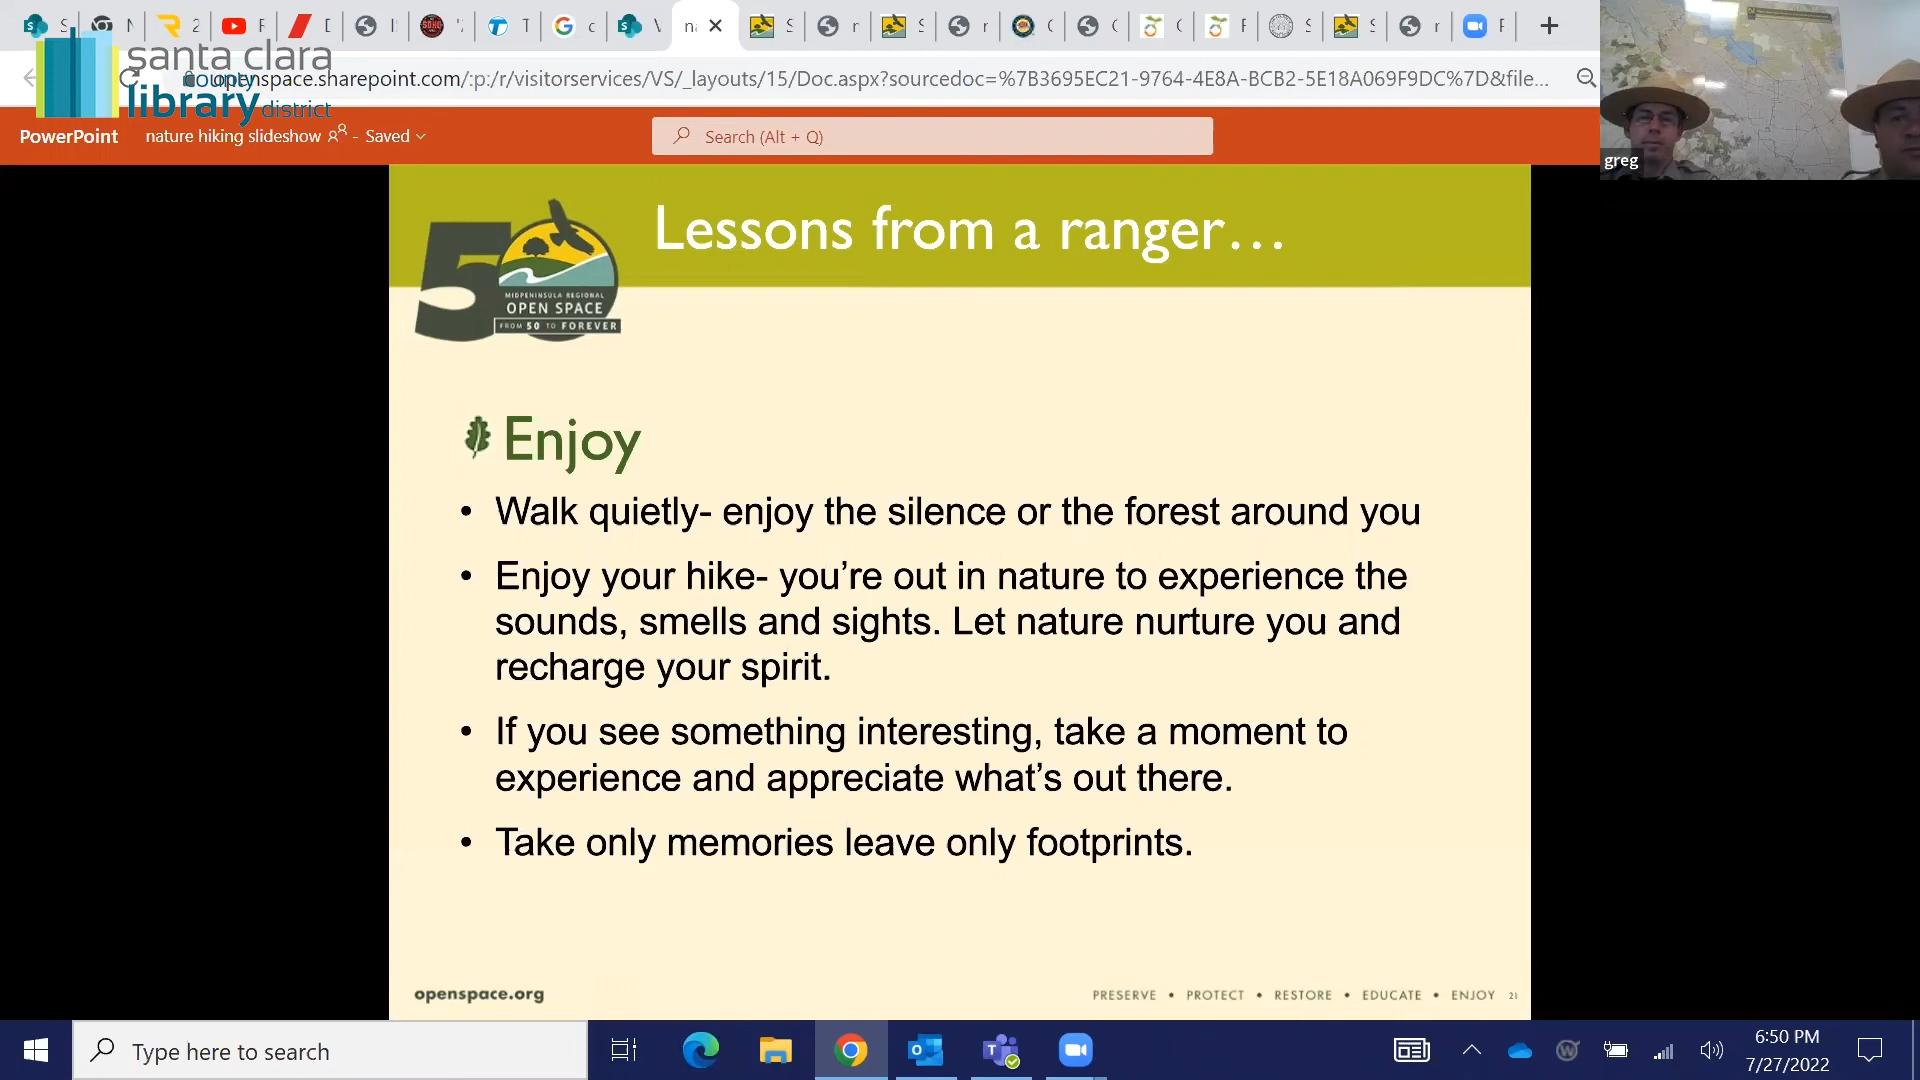 santa clara
county
library district
openspace.sharepoint.com/:p:/r/visitorservices/VS/_layouts/15/Doc.aspx?sourcedoc=%7B3695EC21-9764-4E8A-BCB2-5E18A069F9DC%7D&file...
PowerPoint
nature hiking slideshow - Saved
Search (Alt + Q)
greg
Lessons from a ranger...
50
MIDPENINSULA REGIONAL
OPEN SPACE
FROM 50 TO FOREVER
Enjoy
• Walk quietly- enjoy the silence or the forest around you
• Enjoy your hike- you’re out in nature to experience the
sounds, smells and sights. Let nature nurture you and
recharge your spirit.
• If you see something interesting, take a moment to
experience and appreciate what’s out there.
• Take only memories leave only footprints.
openspace.org
PRESERVE • PROTECT • RESTORE • EDUCATE • ENJOY 21
Type here to search
6:50 PM
7/27/2022